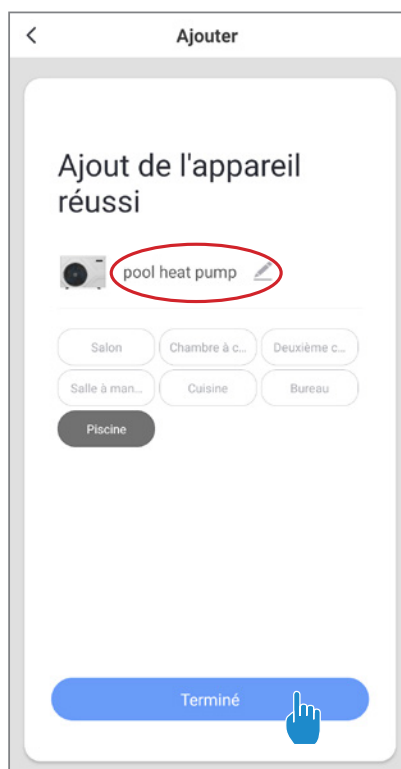 Ajouter
Ajout de l'appareil
réussi
pool heat pump
Salon Chambre à c... Deuxième c...
Salle à man... Cuisine Bureau
Piscine
Terminé